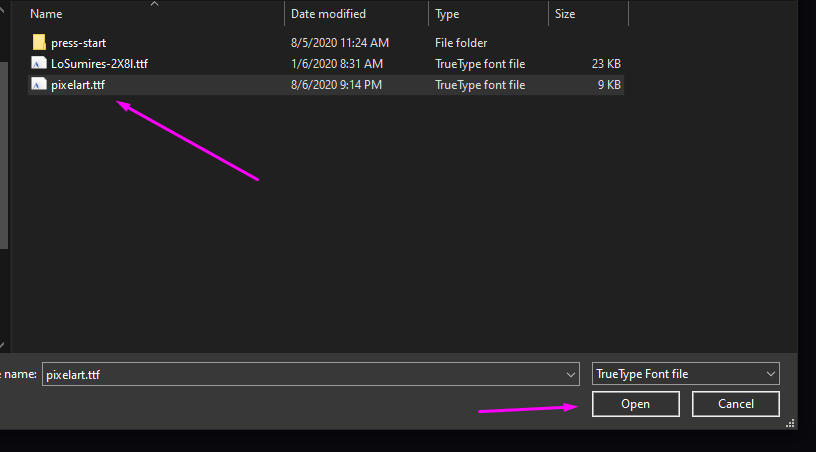 Name Date modified Type Size
press-start 8/5/2020 11:24 AM File folder
LoSumires-2X8I.ttf 1/6/2020 8:31 AM TrueType font file 23 KB
pixelart.ttf 8/6/2020 9:14 PM TrueType font file 9 KB
name: pixelart.ttf TrueType Font file
Open Cancel